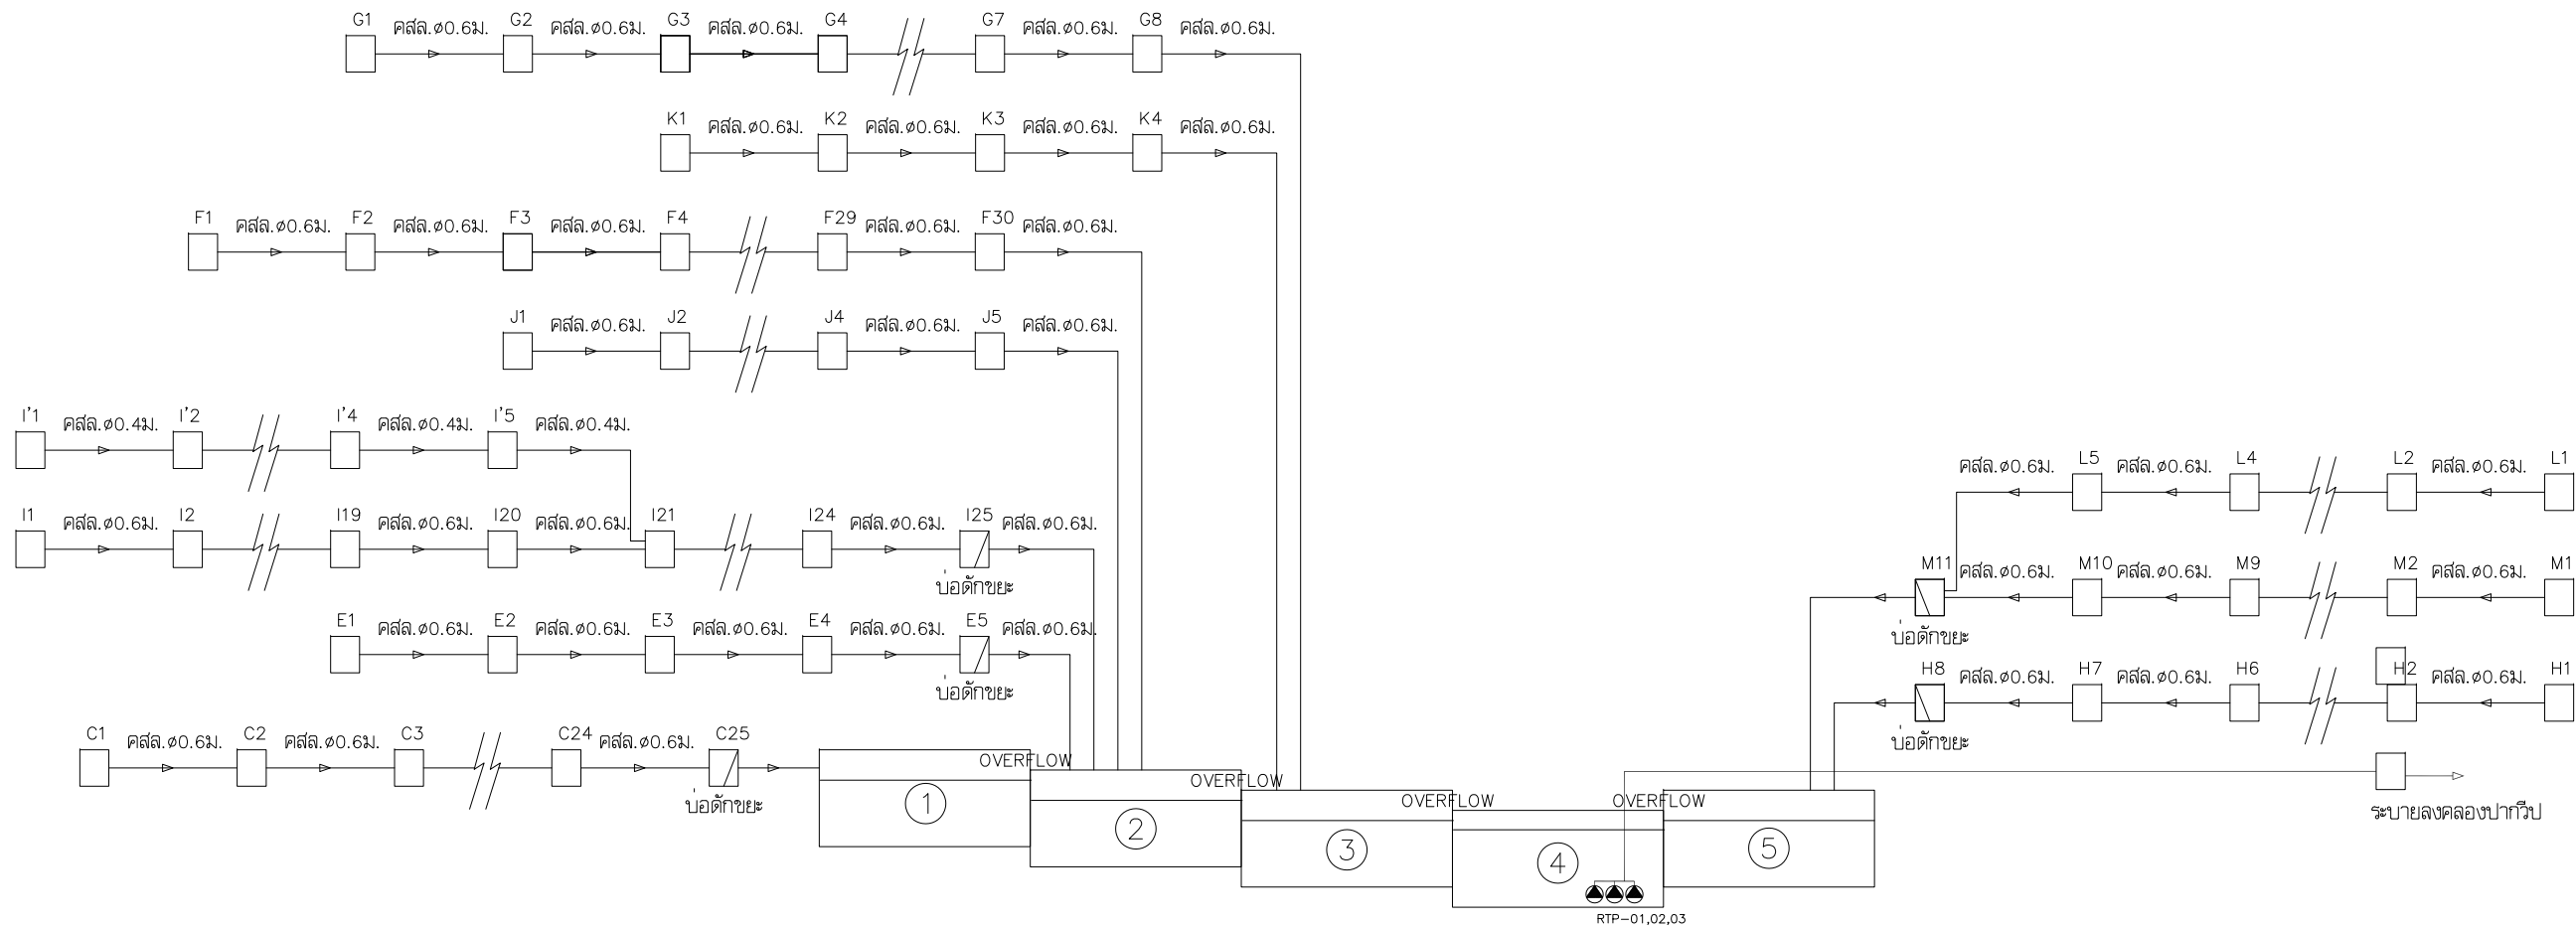 G1 คสล.ø0.6ม. G2 คสล.ø0.6ม. G3 คสล.ø0.6ม. G4 G7 คสล.ø0.6ม. G8 คสล.ø0.6ม.
K1 คสล.ø0.6ม. K2 คสล.ø0.6ม. K3 คสล.ø0.6ม. K4 คสล.ø0.6ม.
F1 คสล.ø0.6ม. F2 คสล.ø0.6ม. F3 คสล.ø0.6ม. F4 F29 คสล.ø0.6ม. F30 คสล.ø0.6ม.
J1 คสล.ø0.6ม. J2 J4 คสล.ø0.6ม. J5 คสล.ø0.6ม.
I'1 คสล.ø0.4ม. I'2 I'4 คสล.ø0.4ม. I'5 คสล.ø0.4ม.
I1 คสล.ø0.6ม. I2 I19 คสล.ø0.6ม. I20 คสล.ø0.6ม. I21 I24 คสล.ø0.6ม. I25 คสล.ø0.6ม.
บ่อดักขยะ
E1 คสล.ø0.6ม. E2 คสล.ø0.6ม. E3 คสล.ø0.6ม. E4 คสล.ø0.6ม. E5 คสล.ø0.6ม.
บ่อดักขยะ
C1 คสล.ø0.6ม. C2 คสล.ø0.6ม. C3 C24 คสล.ø0.6ม. C25
บ่อดักขยะ
คสล.ø0.6ม. L5 คสล.ø0.6ม. L4 L2 คสล.ø0.6ม. L1
M11 คสล.ø0.6ม. M10 คสล.ø0.6ม. M9 M2 คสล.ø0.6ม. M1
บ่อดักขยะ
H8 คสล.ø0.6ม. H7 คสล.ø0.6ม. H6 H2 คสล.ø0.6ม. H1
บ่อดักขยะ
OVERFLOW OVERFLOW OVERFLOW OVERFLOW
1 2 3 4 5
RTP-01,02,03
ระบายลงคลองปากวีป